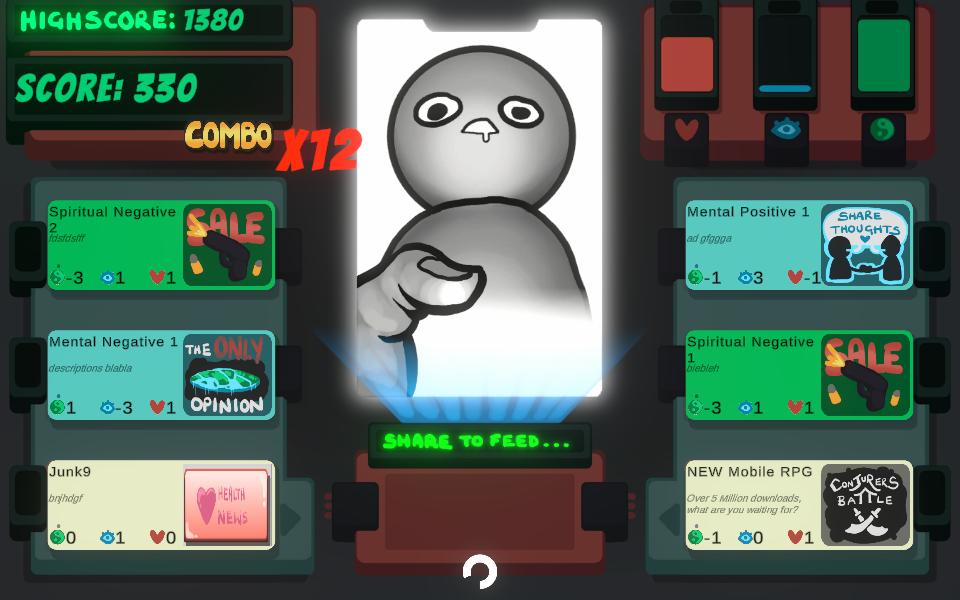 HIGHSCORE: 1380
SCORE: 330
COMBO X12
Spiritual Negative
2
fdsfdsfff
-3 1 1
SALE
Mental Negative 1
descriptions blabla
1 -3 1
THE ONLY
OPINION
Junk9
bnjhdgf
0 1 0
HEALTH
NEWS
SHARE TO FEED...
Mental Positive 1
ad gfggga
-1 3 -1
SHARE
THOUGHTS
Spiritual Negative
1
blebleh
-3 1 1
SALE
NEW Mobile RPG
Over 5 Million downloads,
what are you waiting for?
-1 0 1
CONJURERS
BATTLE